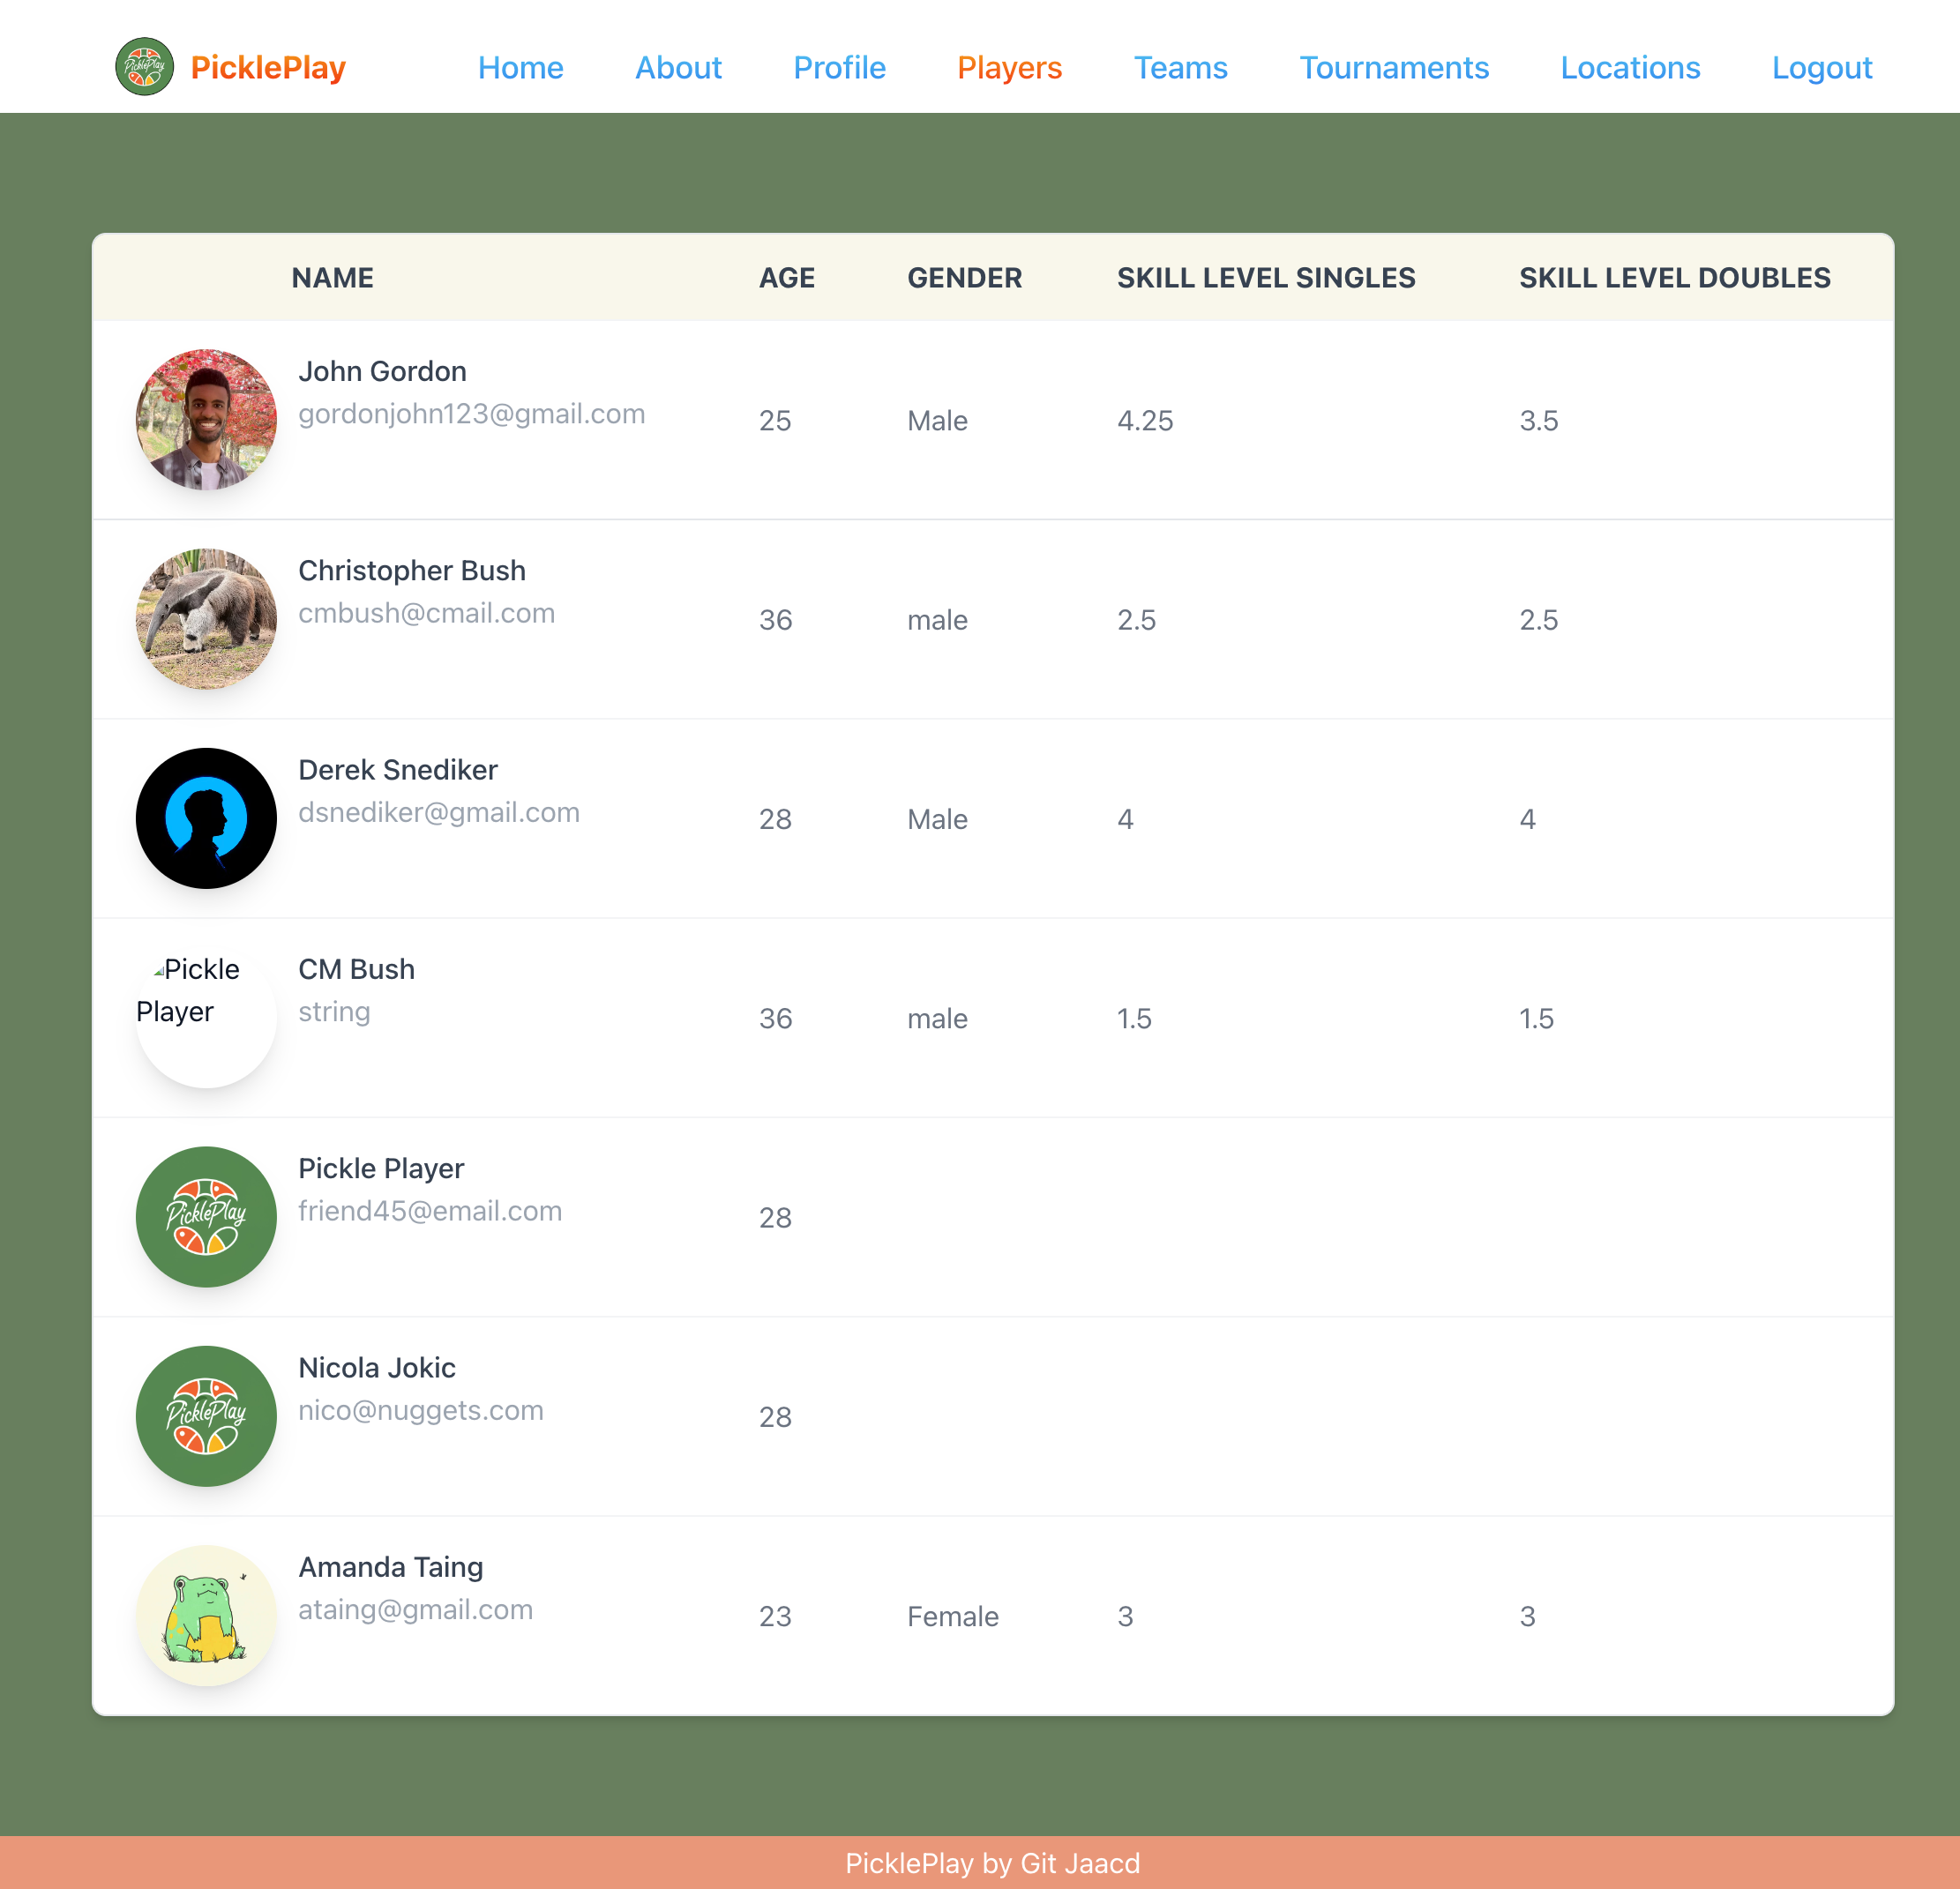 PicklePlay PicklePlay Home About Profile Players Teams Tournaments Locations Logout
NAME AGE GENDER SKILL LEVEL SINGLES SKILL LEVEL DOUBLES
John Gordon
gordonjohn123@gmail.com
25 Male 4.25 3.5
Christopher Bush
cmbush@cmail.com
36 male 2.5 2.5
Derek Snediker
dsnediker@gmail.com
28 Male 4 4
Pickle
Player
CM Bush
string
36 male 1.5 1.5
PicklePlay
Pickle Player
friend45@email.com
28
PicklePlay
Nicola Jokic
nico@nuggets.com
28
Amanda Taing
ataing@gmail.com
23 Female 3 3
PicklePlay by Git Jaacd